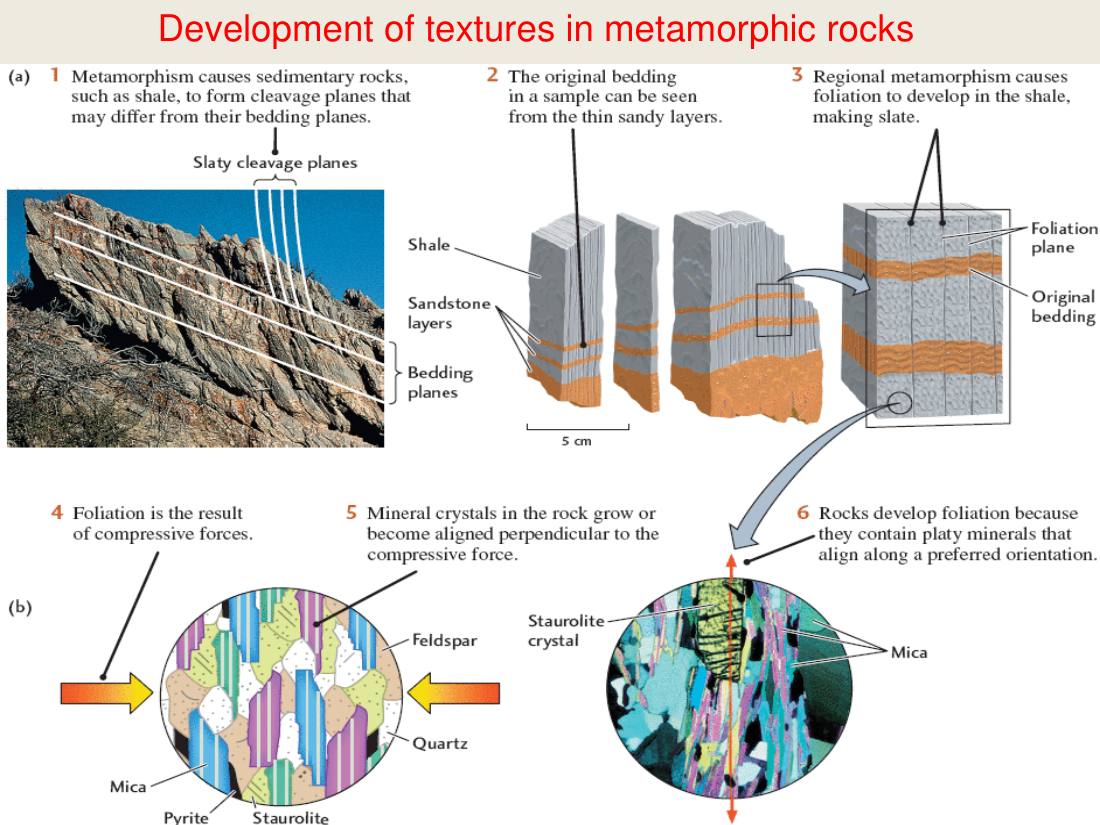 Development of textures in metamorphic rocks
(a)
1 Metamorphism causes sedimentary rocks,
such as shale, to form cleavage planes that
may differ from their bedding planes.
2 The original bedding
in a sample can be seen
from the thin sandy layers.
3 Regional metamorphism causes
foliation to develop in the shale,
making slate.
Slaty cleavage planes
Bedding
planes
Shale
Sandstone
layers
5 cm
Foliation
plane
Original
bedding
4 Foliation is the result
of compressive forces.
5 Mineral crystals in the rock grow or
become aligned perpendicular to the
compressive force.
6 Rocks develop foliation because
they contain platy minerals that
align along a preferred orientation.
(b)
Feldspar
Quartz
Mica
Pyrite
Staurolite
Staurolite
crystal
Mica